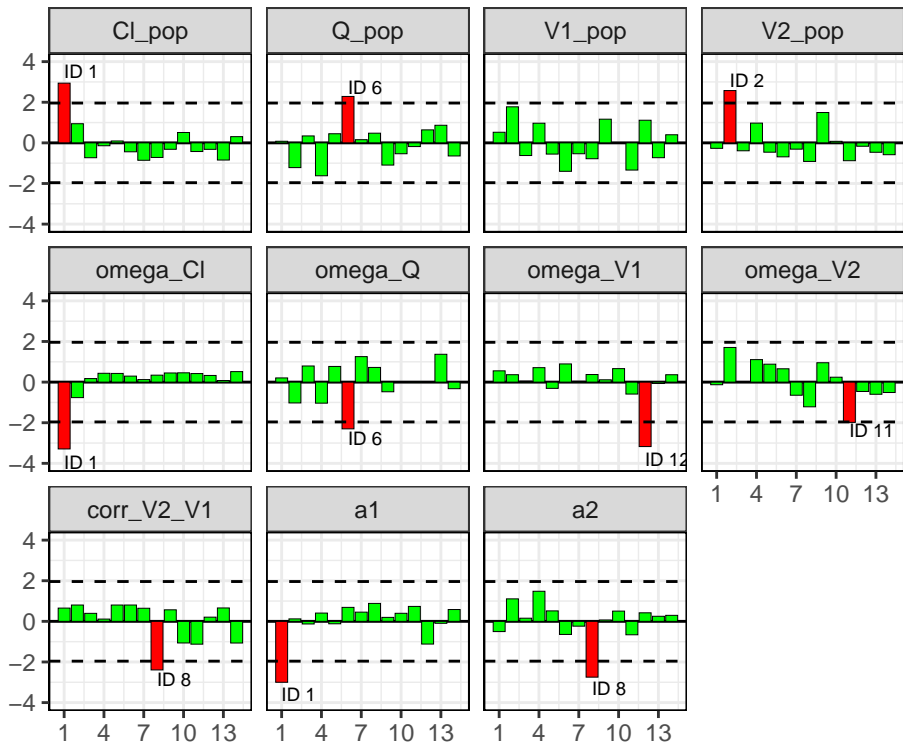 Cl_pop Q_pop V1_pop V2_pop
4
2
0
−2
−4
ID 1
ID 6
ID 2
omega_Cl omega_Q omega_V1 omega_V2
4
2
0
−2
−4
ID 1
ID 6
ID 12
ID 11
1 4 7 10 13
corr_V2_V1 a1 a2
4
2
0
−2
−4
ID 8
ID 1
ID 8
1 4 7 10 13
1 4 7 10 13
1 4 7 10 13